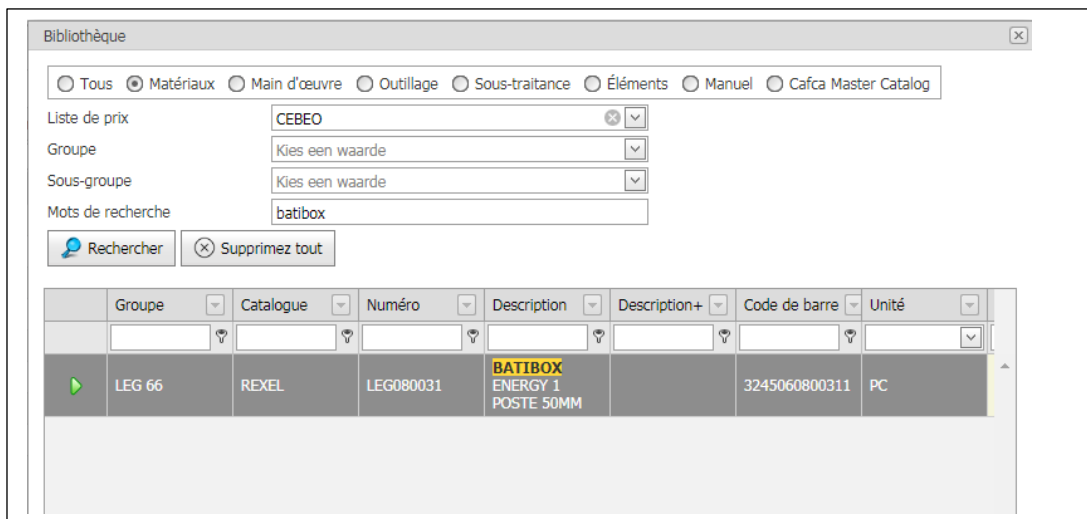 Bibliothèque
Tous Matériaux Main d'œuvre Outillage Sous-traitance Éléments Manuel Cafca Master Catalog
Liste de prix CEBEO
Groupe Kies een waarde
Sous-groupe Kies een waarde
Mots de recherche batibox
Rechercher Supprimez tout
Groupe Catalogue Numéro Description Description+ Code de barre Unité
LEG 66 REXEL LEG080031 BATIBOX 3245060800311 PC
ENERGY 1
POSTE 50MM